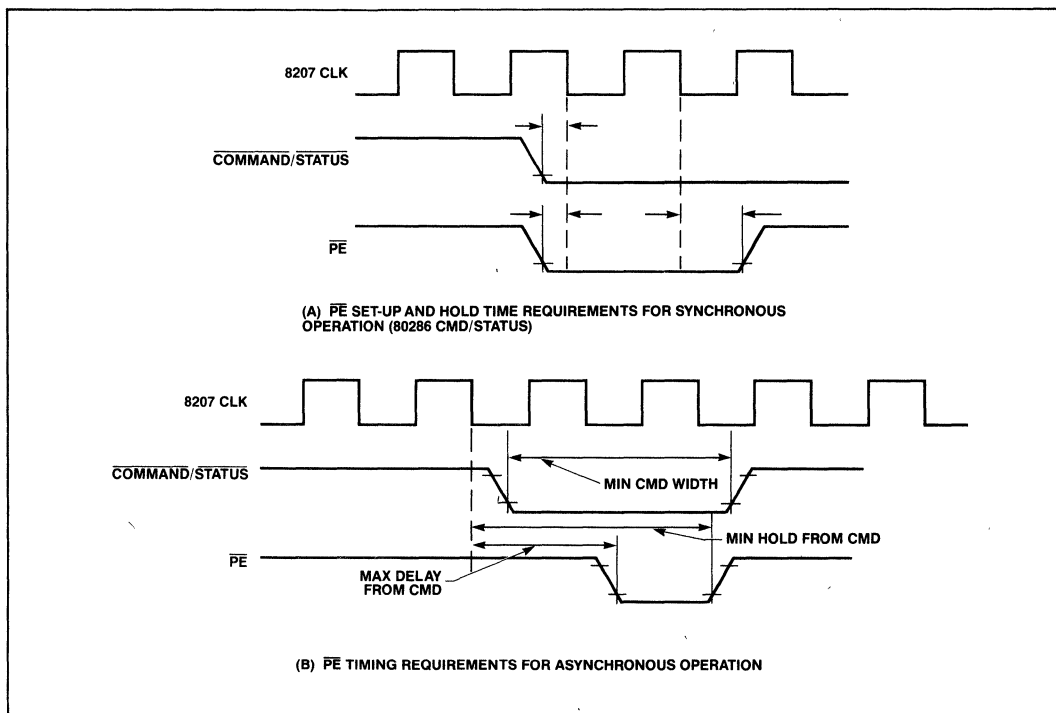 8207 CLK
COMMAND/STATUS
PE
(A) PE SET-UP AND HOLD TIME REQUIREMENTS FOR SYNCHRONOUS
OPERATION (80286 CMD/STATUS)
8207 CLK
COMMAND/STATUS
MIN CMD WIDTH
MIN HOLD FROM CMD
PE
MAX DELAY
FROM CMD
(B) PE TIMING REQUIREMENTS FOR ASYNCHRONOUS OPERATION